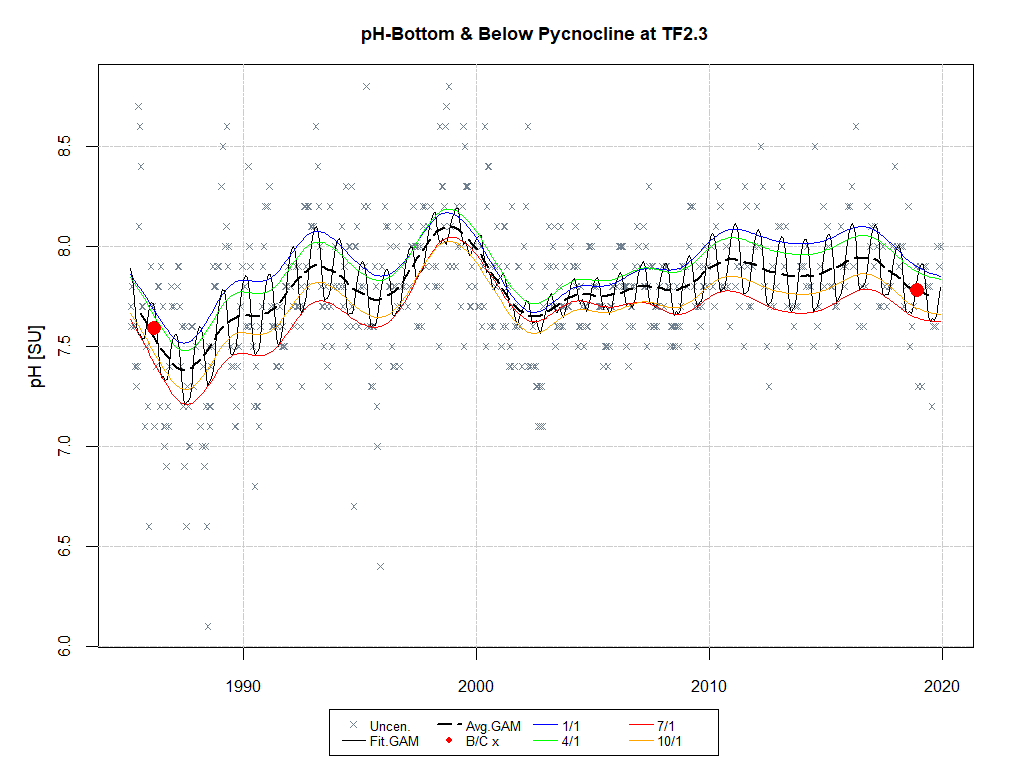 pH-Bottom & Below Pycnocline at TF2.3
pH [SU]
8.5
8.0
7.5
7.0
6.5
6.0
1990 2000 2010 2020
Uncen. Avg.GAM 1/1 7/1
Fit.GAM B/C x 4/1 10/1